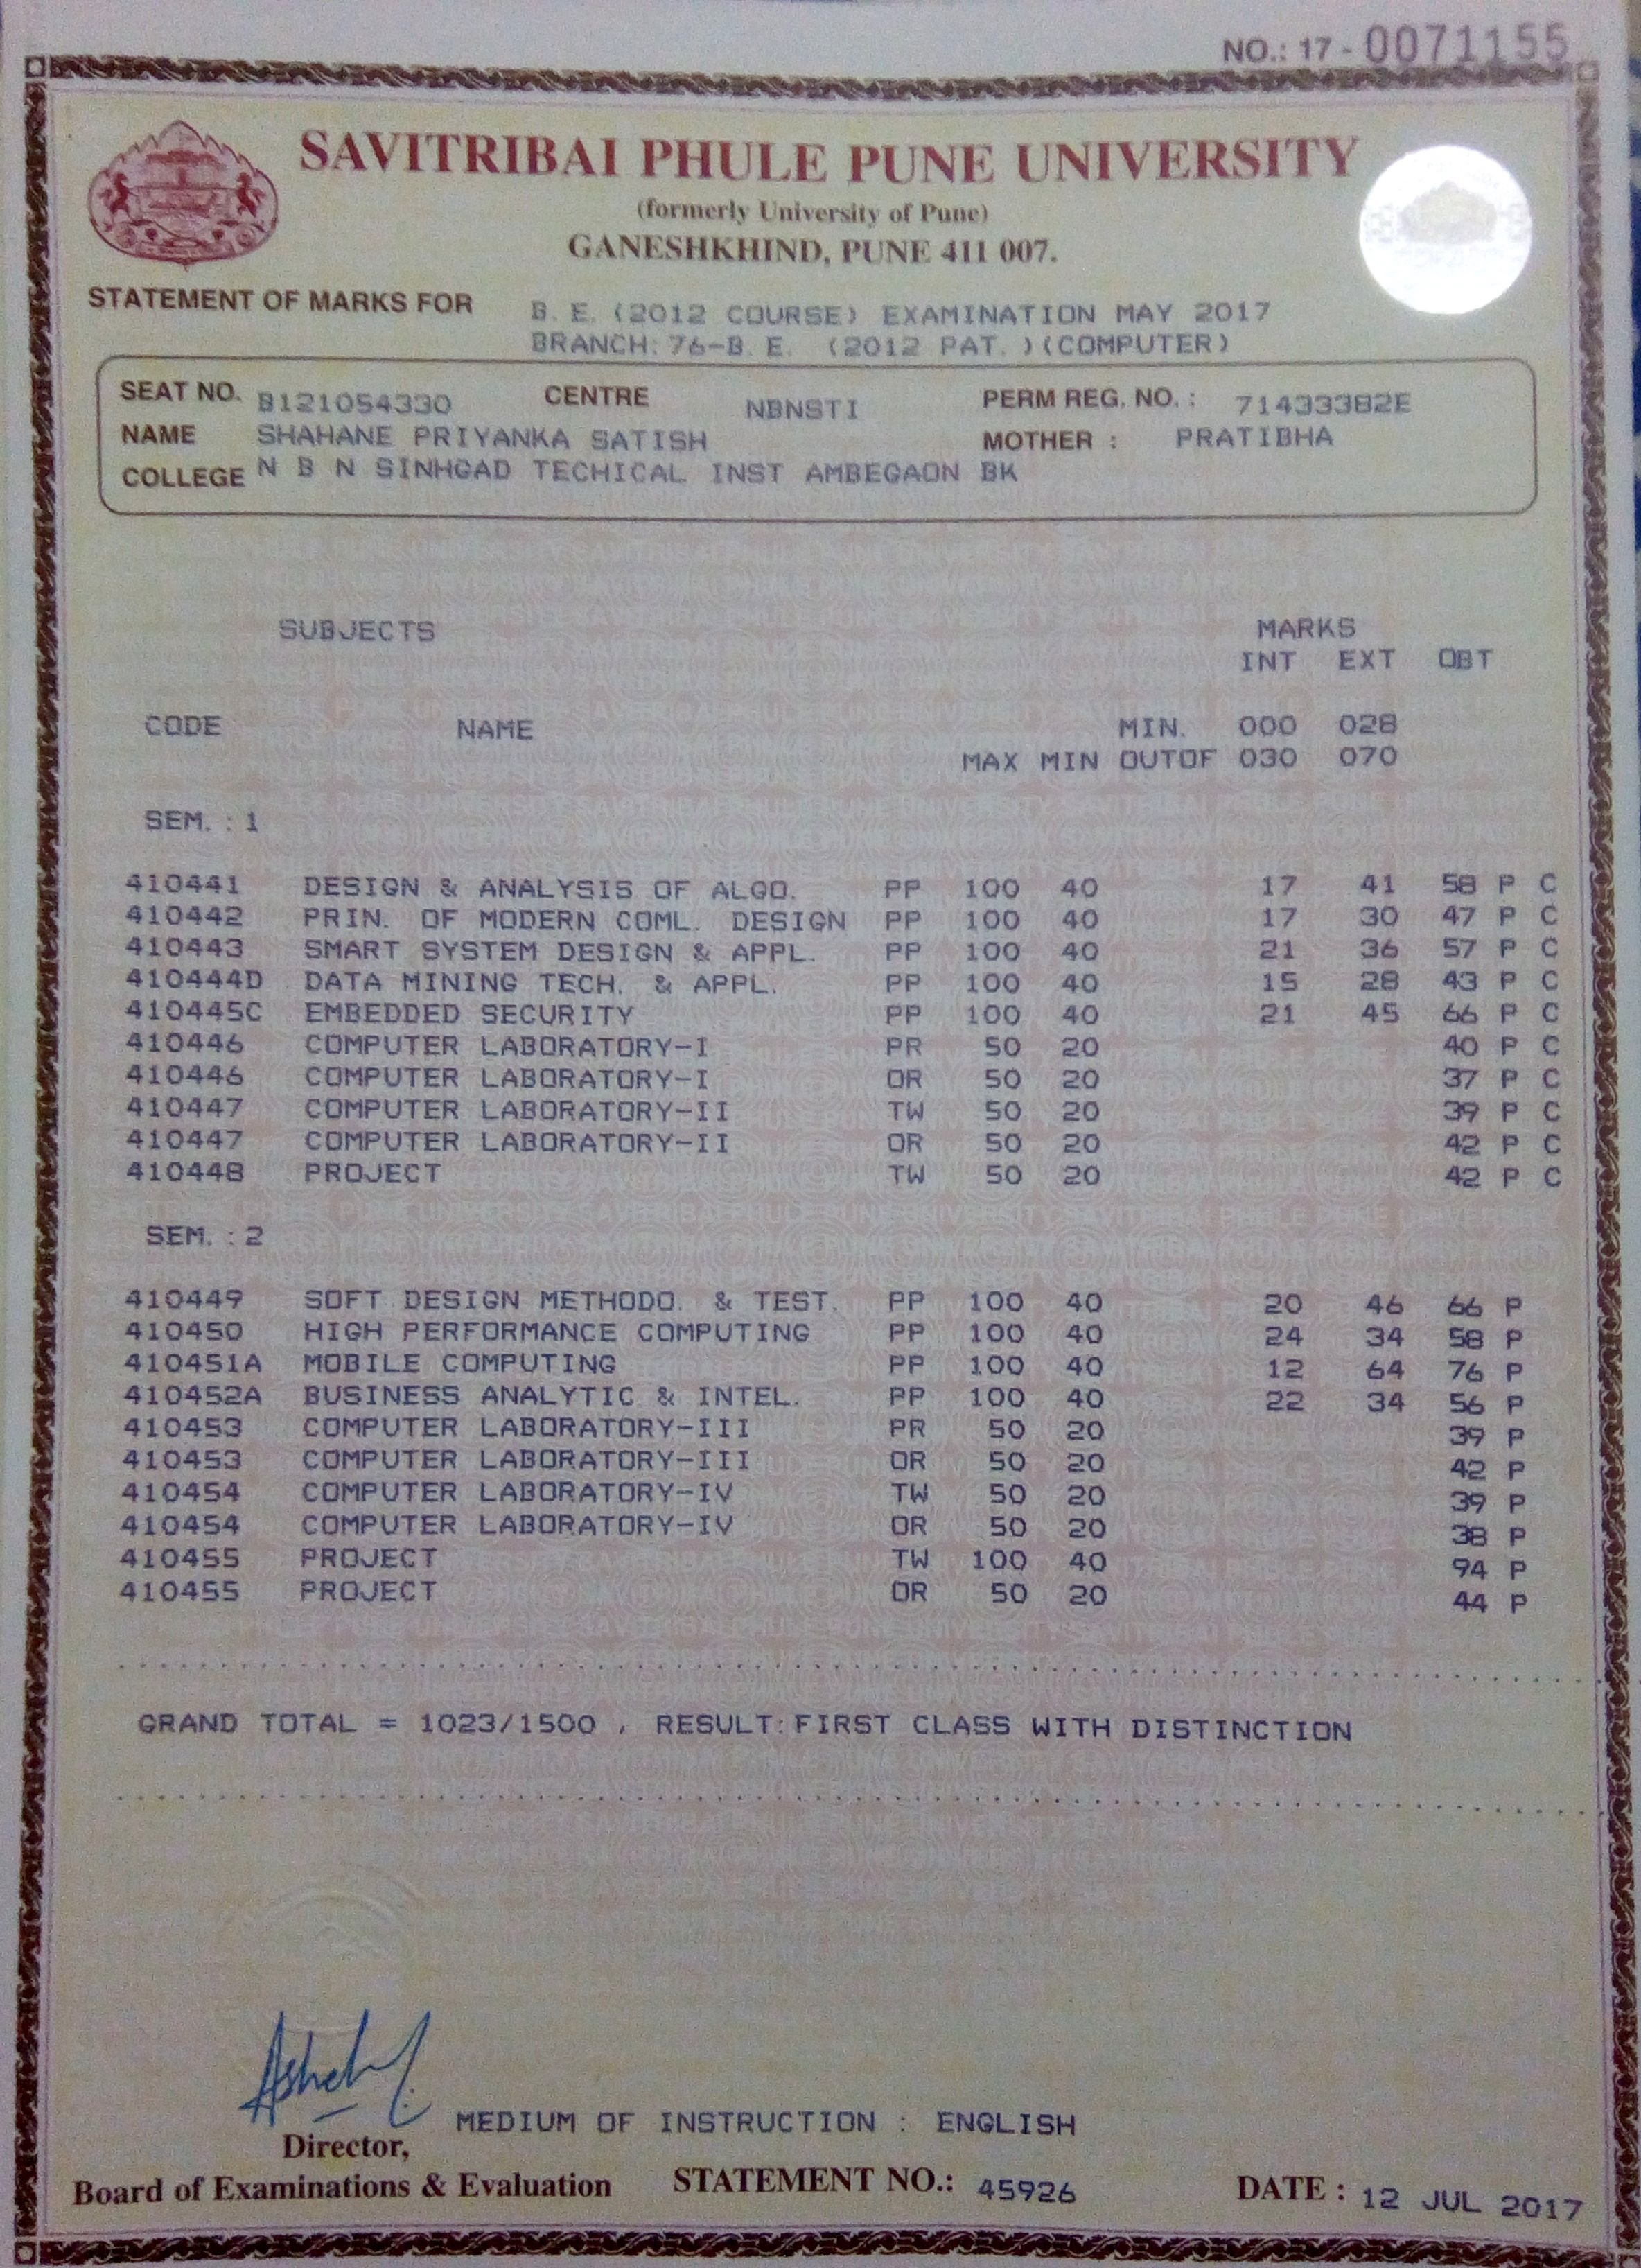 NO.: 17 - 0071155
SAVITRIBAI PHULE PUNE UNIVERSITY
(formerly University of Pune)
GANESHKHIND, PUNE 411 007.
STATEMENT OF MARKS FOR B. E. (2012 COURSE) EXAMINATION MAY 2017
BRANCH: 76-B. E. (2012 PAT. )(COMPUTER)
SEAT NO. B121054330 CENTRE NBNSTI PERM REG. NO. : 71433382E
NAME SHAHANE PRIYANKA SATISH MOTHER : PRATIBHA
COLLEGE N B N SINHGAD TECHICAL INST AMBEGAON BK
SUBJECTS MARKS
INT EXT OBT
CODE NAME MIN. 000 028
MAX MIN OUTOF 030 070
SEM. : 1
410441 DESIGN & ANALYSIS OF ALGO. PP 100 40 17 41 58 P C
410442 PRIN. OF MODERN COML. DESIGN PP 100 40 17 30 47 P C
410443 SMART SYSTEM DESIGN & APPL. PP 100 40 21 36 57 P C
410444D DATA MINING TECH. & APPL. PP 100 40 15 28 43 P C
410445C EMBEDDED SECURITY PP 100 40 21 45 66 P C
410446 COMPUTER LABORATORY-I PR 50 20 40 P C
410446 COMPUTER LABORATORY-I OR 50 20 37 P C
410447 COMPUTER LABORATORY-II TW 50 20 39 P C
410447 COMPUTER LABORATORY-II OR 50 20 42 P C
410448 PROJECT TW 50 20 42 P C
SEM. : 2
410449 SOFT DESIGN METHODO. & TEST. PP 100 40 20 46 66 P
410450 HIGH PERFORMANCE COMPUTING PP 100 40 24 34 58 P
410451A MOBILE COMPUTING PP 100 40 12 64 76 P
410452A BUSINESS ANALYTIC & INTEL. PP 100 40 22 34 56 P
410453 COMPUTER LABORATORY-III PR 50 20 39 P
410453 COMPUTER LABORATORY-III OR 50 20 42 P
410454 COMPUTER LABORATORY-IV TW 50 20 39 P
410454 COMPUTER LABORATORY-IV OR 50 20 38 P
410455 PROJECT TW 100 40 94 P
410455 PROJECT OR 50 20 44 P
GRAND TOTAL = 1023/1500 , RESULT: FIRST CLASS WITH DISTINCTION
MEDIUM OF INSTRUCTION : ENGLISH
Director,
Board of Examinations & Evaluation STATEMENT NO.: 45926 DATE : 12 JUL 2017